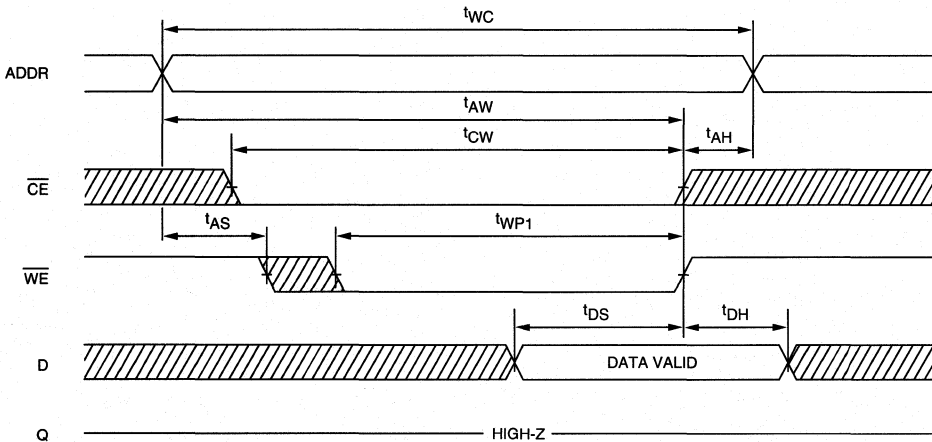 tWC
ADDR
tAW
tCW
tAH
CE
tAS
tWP1
WE
tDS
tDH
D
DATA VALID
Q
HIGH-Z